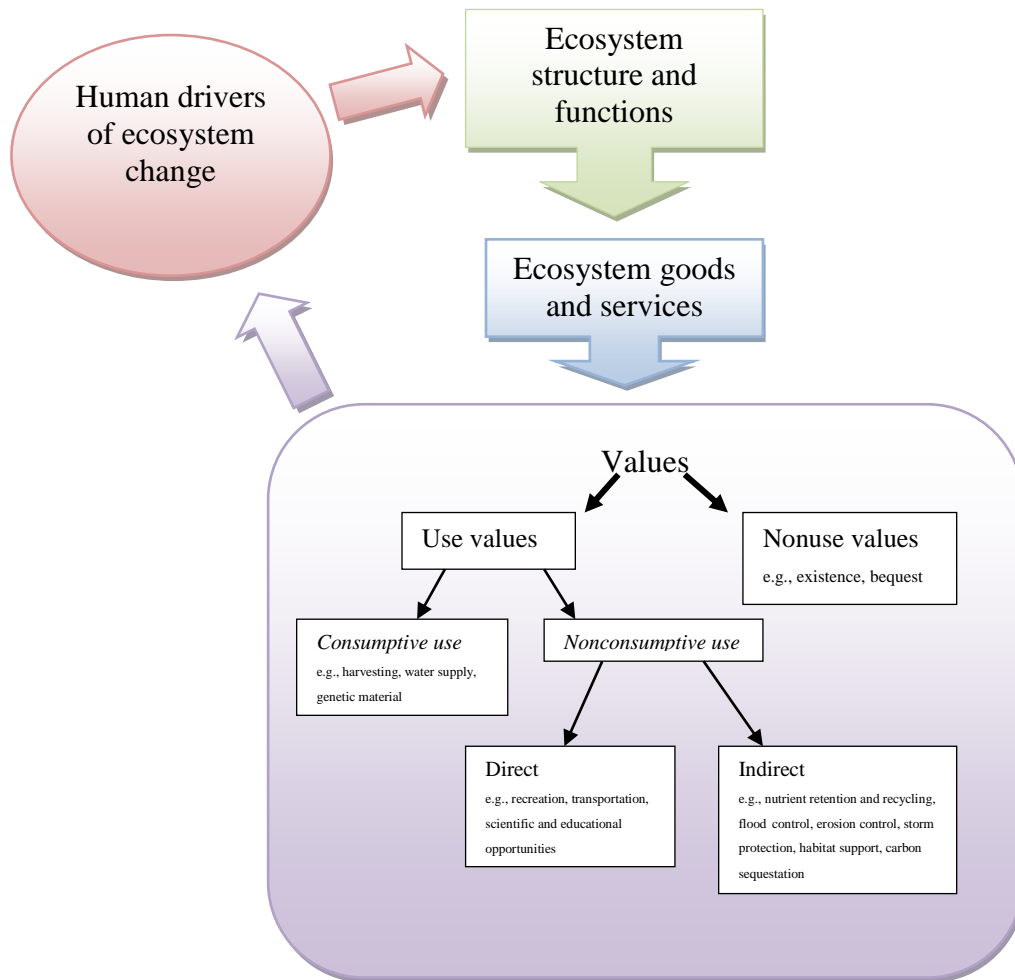 Human drivers
of ecosystem
change
Ecosystem
structure and
functions
Ecosystem goods
and services
Values
Use values
Nonuse values
e.g., existence, bequest
Consumptive use
e.g., harvesting, water supply,
genetic material
Nonconsumptive use
Direct
e.g., recreation, transportation,
scientific and educational
opportunities
Indirect
e.g., nutrient retention and recycling,
flood control, erosion control, storm
protection, habitat support, carbon
sequestation